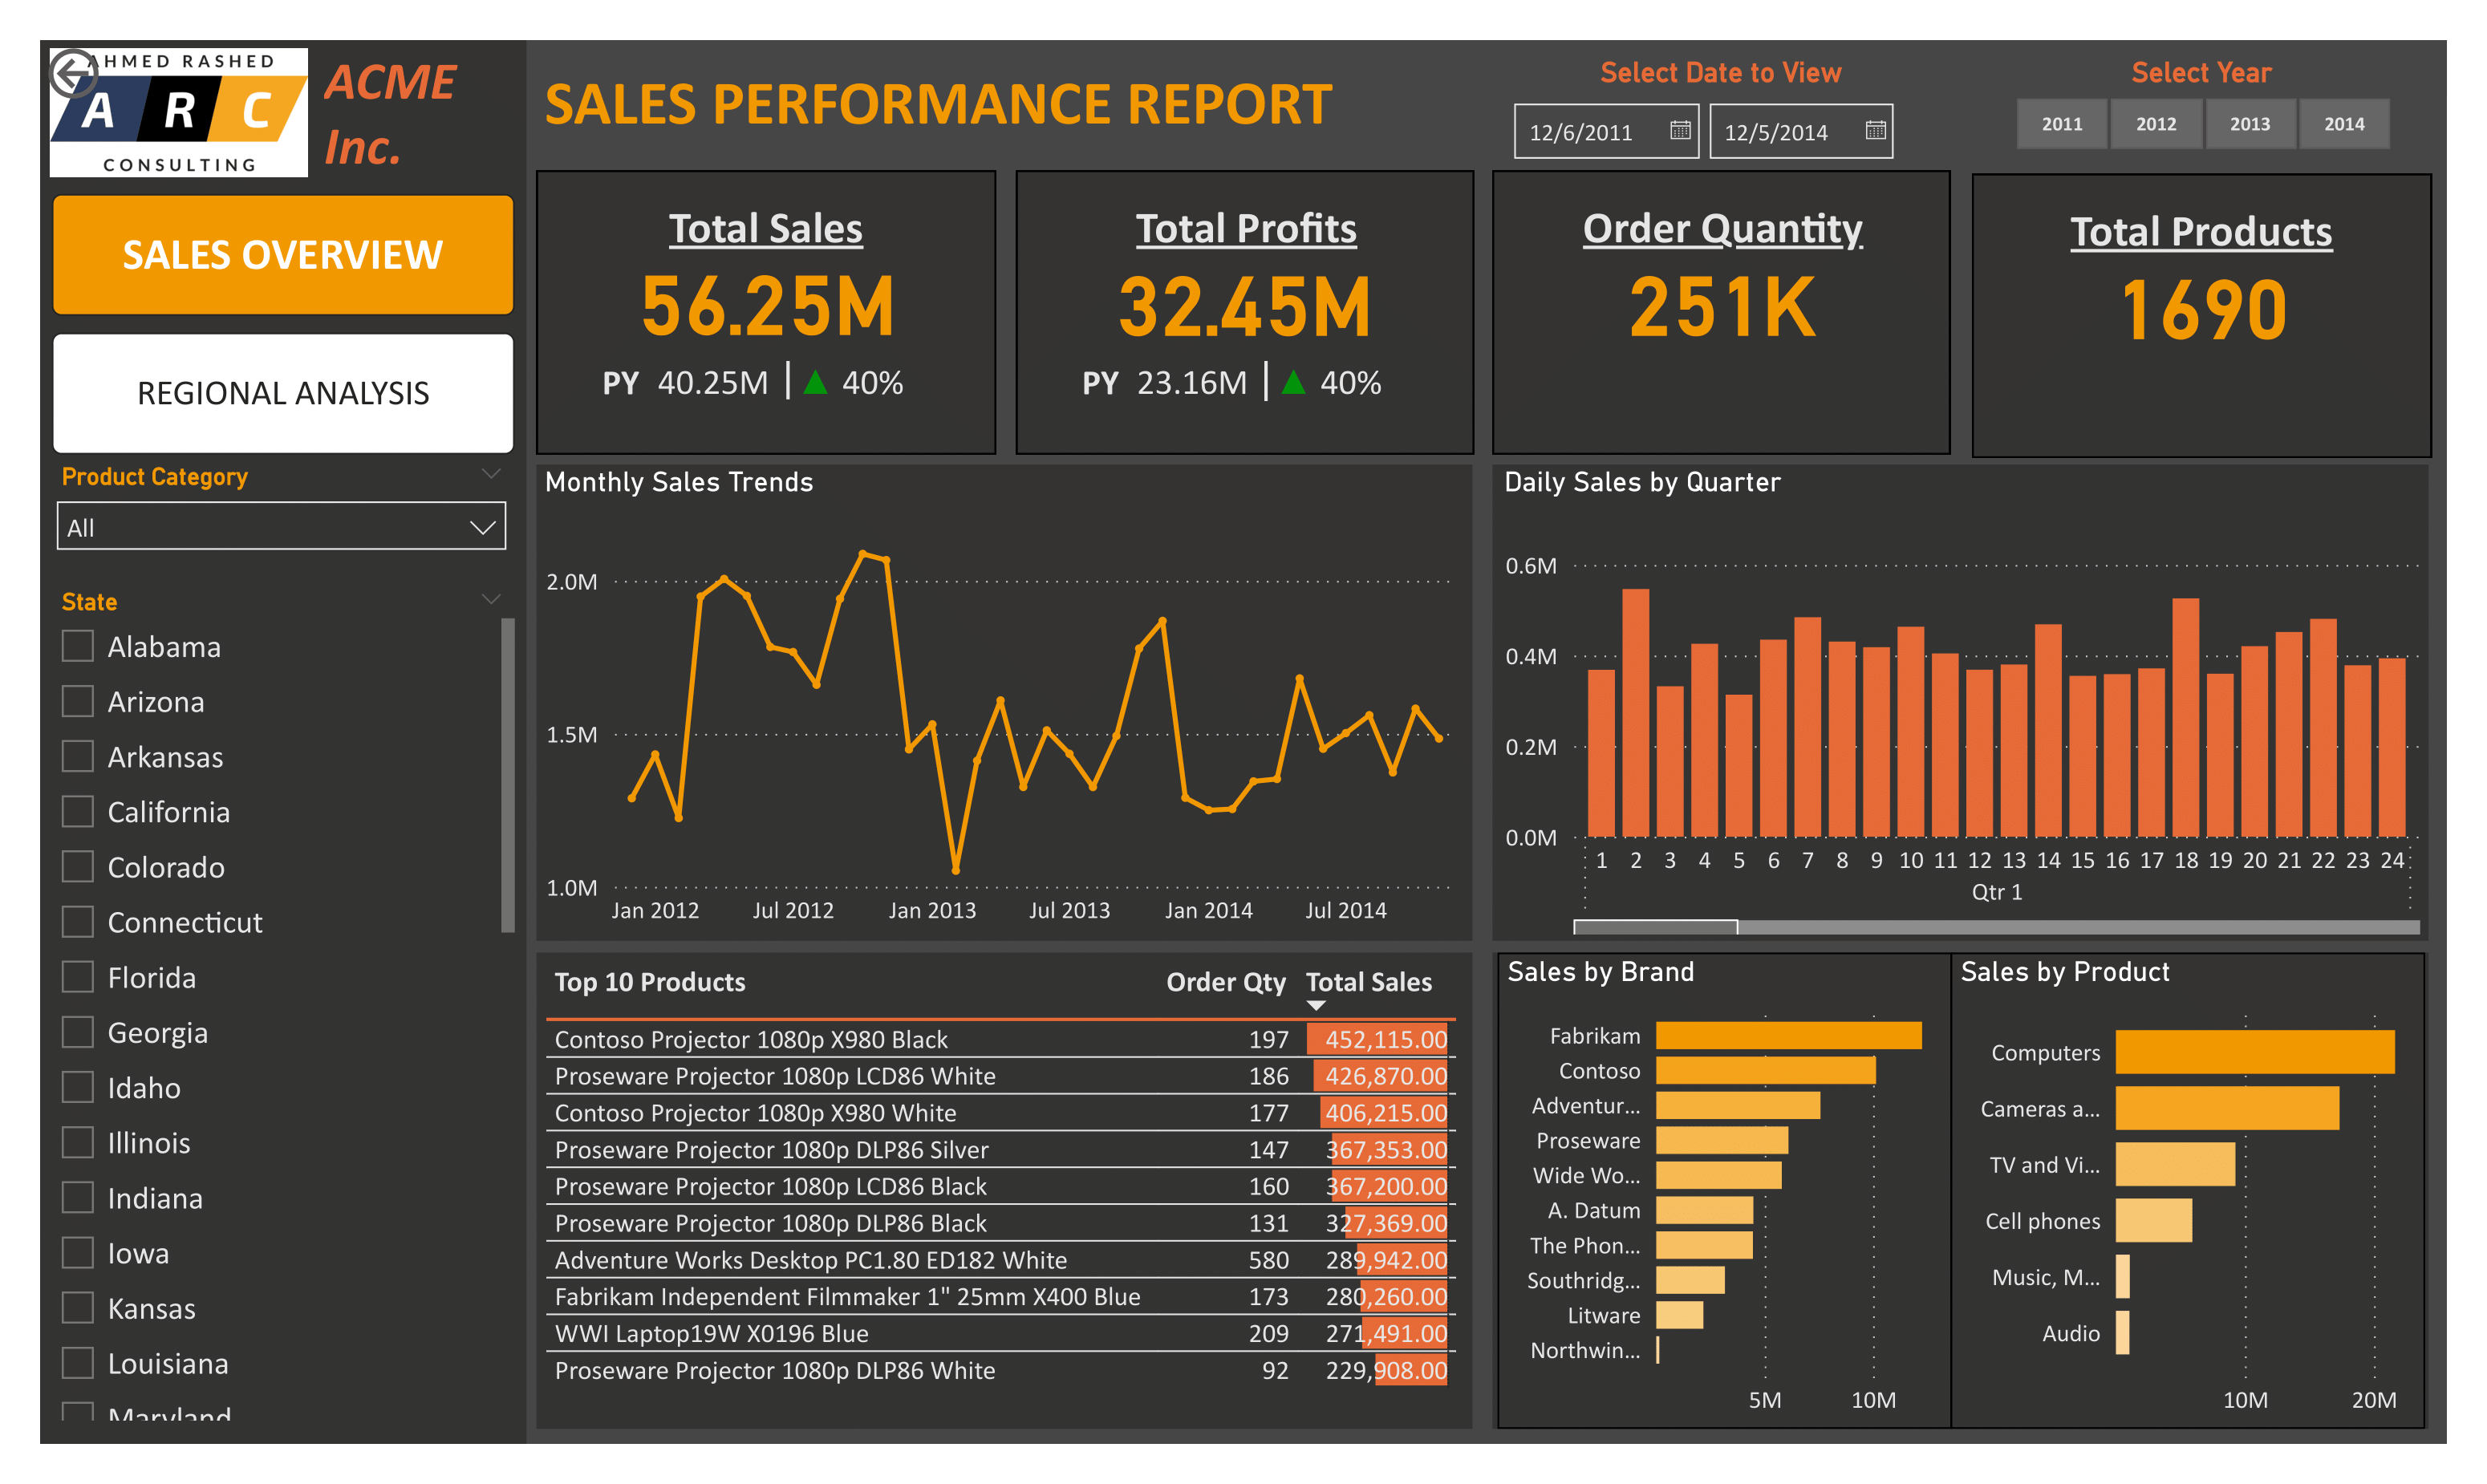 AHMED RASHED
A R C
CONSULTING
ACME
Inc.
SALES OVERVIEW
REGIONAL ANALYSIS
Product Category
All
State
Alabama
Arizona
Arkansas
California
Colorado
Connecticut
Florida
Georgia
Idaho
Illinois
Indiana
Iowa
Kansas
Louisiana
Maryland
SALES PERFORMANCE REPORT
Select Date to View
12/6/2011 12/5/2014
Select Year
2011 2012 2013 2014
Total Sales
56.25M
PY 40.25M | ▲ 40%
Total Profits
32.45M
PY 23.16M | ▲ 40%
Order Quantity
251K
Total Products
1690
Monthly Sales Trends
2.0M
1.5M
1.0M
Jan 2012 Jul 2012 Jan 2013 Jul 2013 Jan 2014 Jul 2014
Daily Sales by Quarter
0.6M
0.4M
0.2M
0.0M
1 2 3 4 5 6 7 8 9 10 11 12 13 14 15 16 17 18 19 20 21 22 23 24
Qtr 1
Top 10 Products Order Qty Total Sales
Contoso Projector 1080p X980 Black 197 452,115.00
Proseware Projector 1080p LCD86 White 186 426,870.00
Contoso Projector 1080p X980 White 177 406,215.00
Proseware Projector 1080p DLP86 Silver 147 367,353.00
Proseware Projector 1080p LCD86 Black 160 367,200.00
Proseware Projector 1080p DLP86 Black 131 327,369.00
Adventure Works Desktop PC1.80 ED182 White 580 289,942.00
Fabrikam Independent Filmmaker 1" 25mm X400 Blue 173 280,260.00
WWI Laptop19W X0196 Blue 209 271,491.00
Proseware Projector 1080p DLP86 White 92 229,908.00
Sales by Brand
Fabrikam
Contoso
Adventur...
Proseware
Wide Wo...
A. Datum
The Phon...
Southridg...
Litware
Northwin...
5M 10M
Sales by Product
Computers
Cameras a...
TV and Vi...
Cell phones
Music, M...
Audio
10M 20M